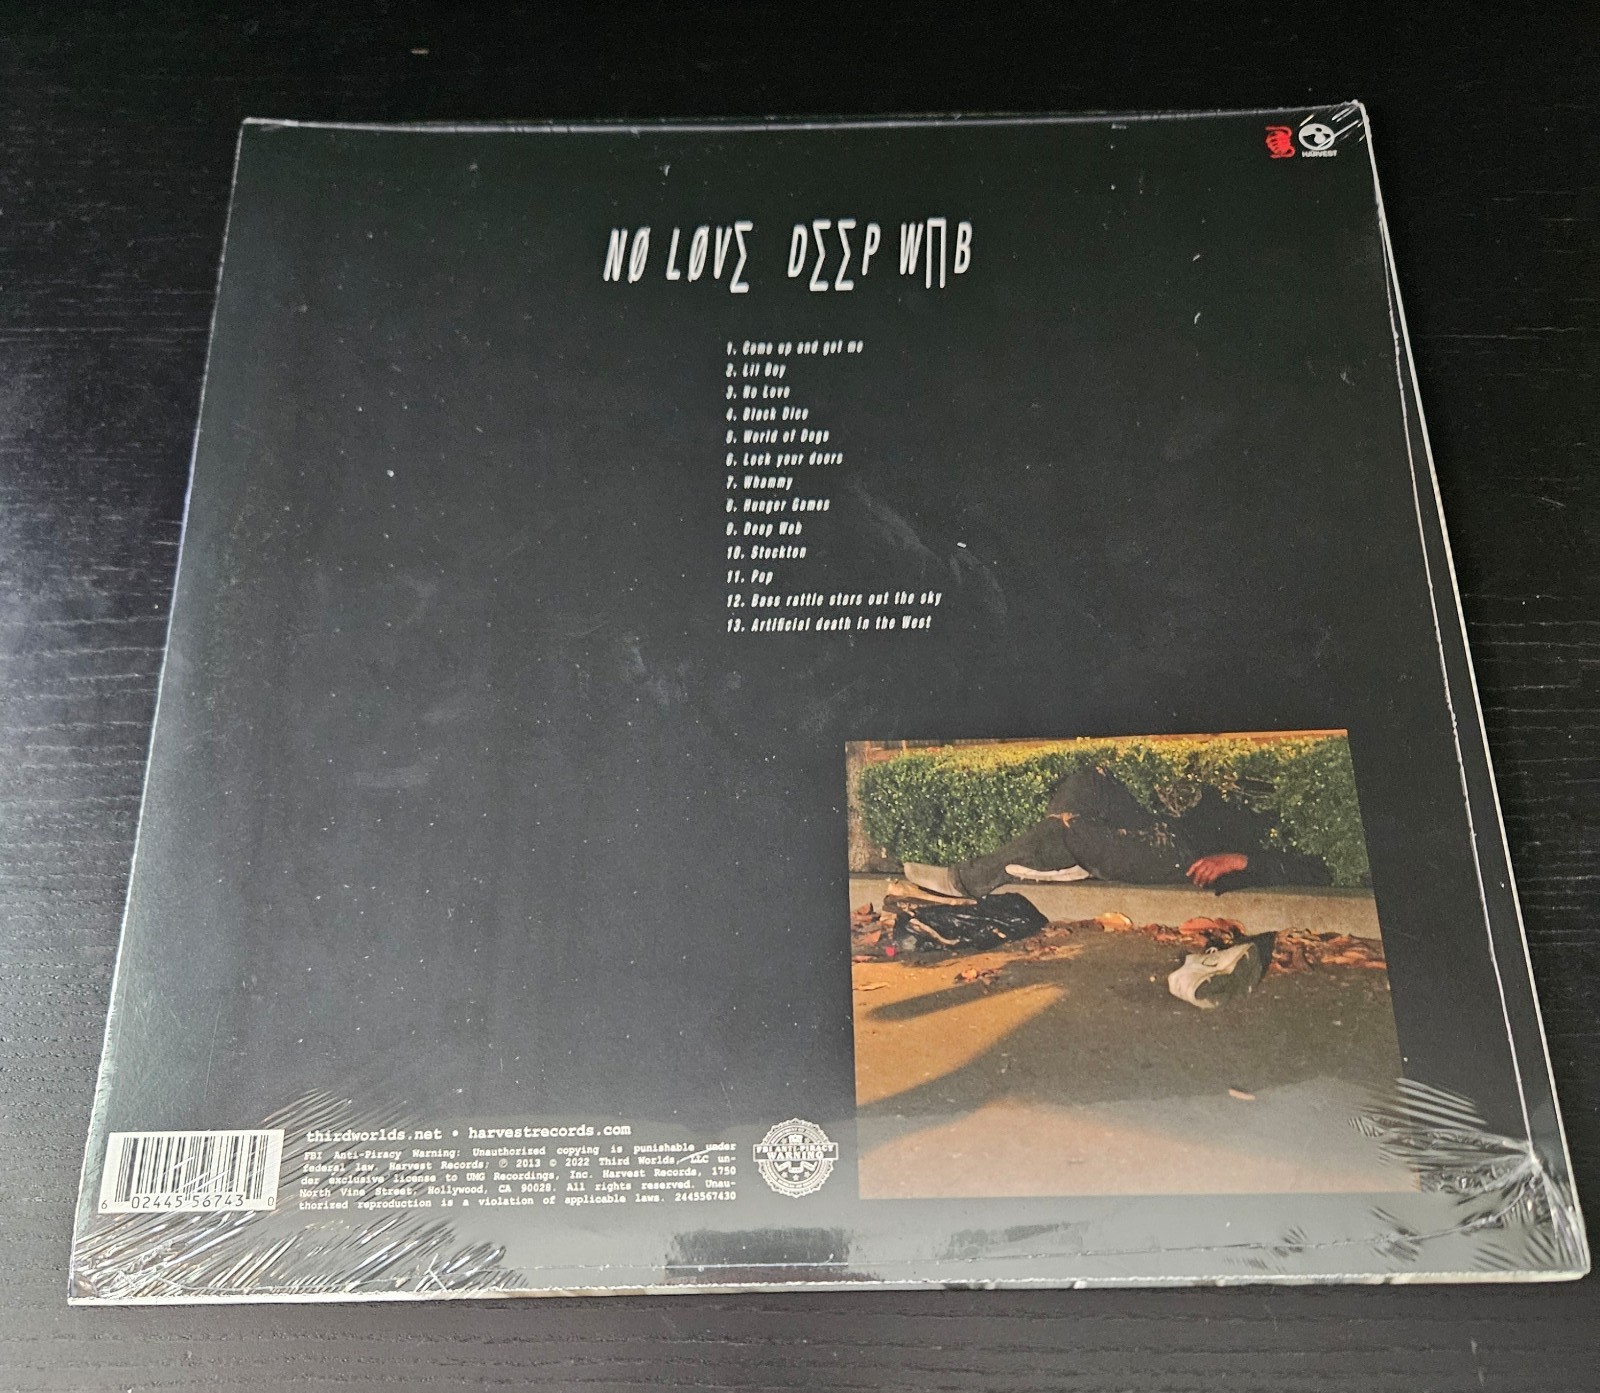 HARVEST
NØ LØVΣ DΣΣP WΠB
1. Come up and get me
2. Lil Boy
3. No Love
4. Black Dice
5. World of Dogs
6. Lock your doors
7. Whammy
8. Hunger Games
9. Deep Web
10. Stockton
11. Pop
12. Bass rattle stars out the sky
13. Artificial death in the West
thirdworlds.net • harvestrecords.com
FBI Anti-Piracy Warning: Unauthorized copying is punishable under
federal law. Harvest Records; ℗ 2013 © 2022 Third Worlds, LLC un-
der exclusive license to UMG Recordings, Inc. Harvest Records, 1750
North Vine Street, Hollywood, CA 90028. All rights reserved. Unau-
thorized reproduction is a violation of applicable laws. 2445567430
6 02445 56743 0
FBI ANTI-PIRACY
WARNING